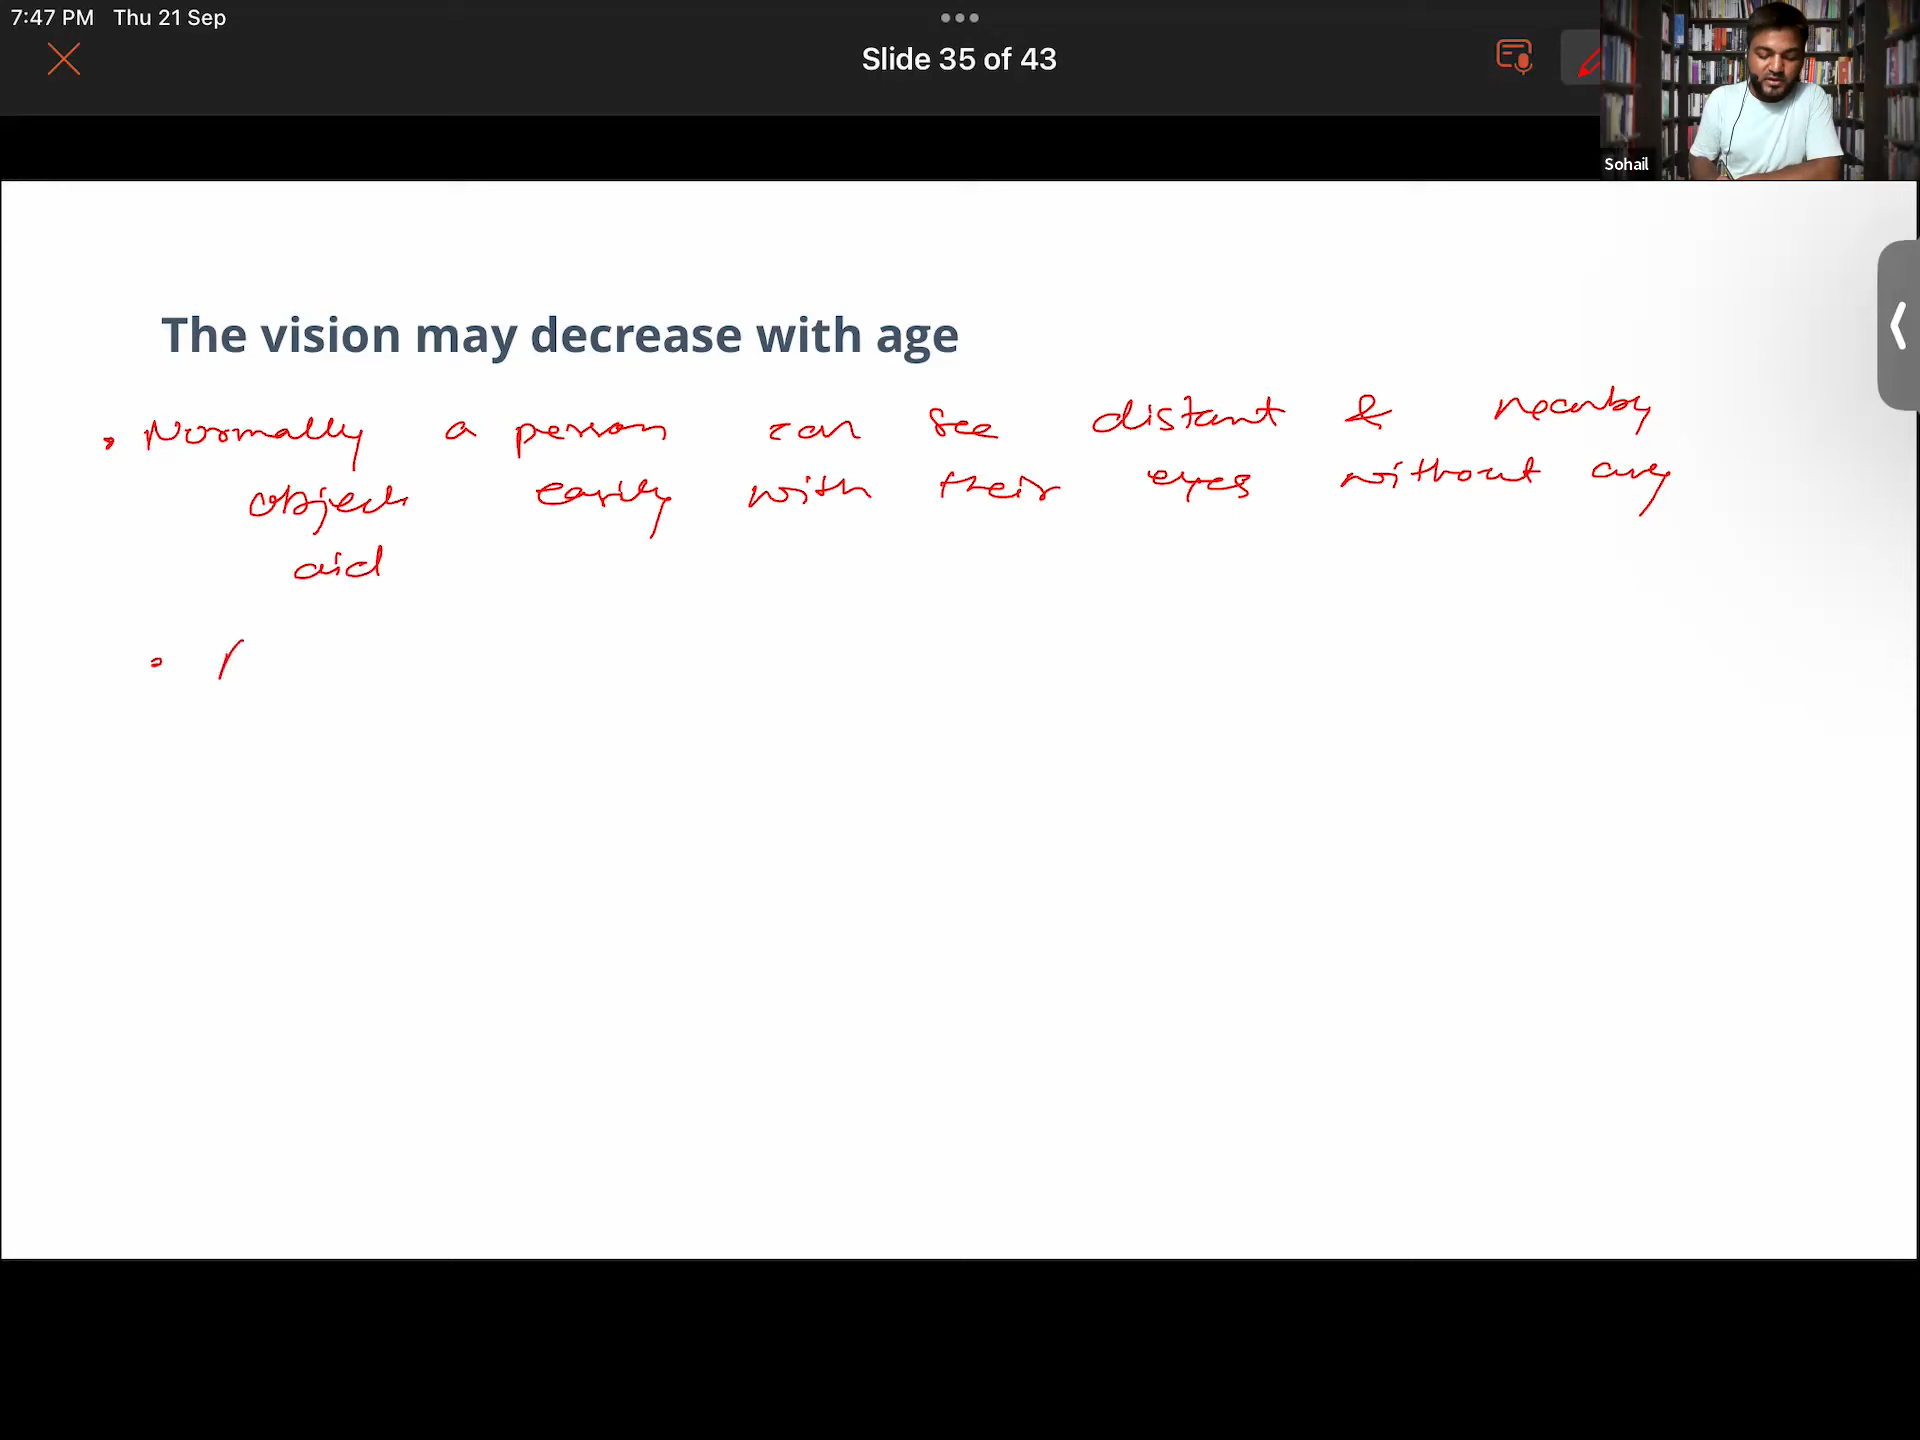 7:47 PM Thu 21 Sep
Slide 35 of 43
Sohail
The vision may decrease with age
• Normally a person can see distant & nearby
objects easily with their eyes without any
aid